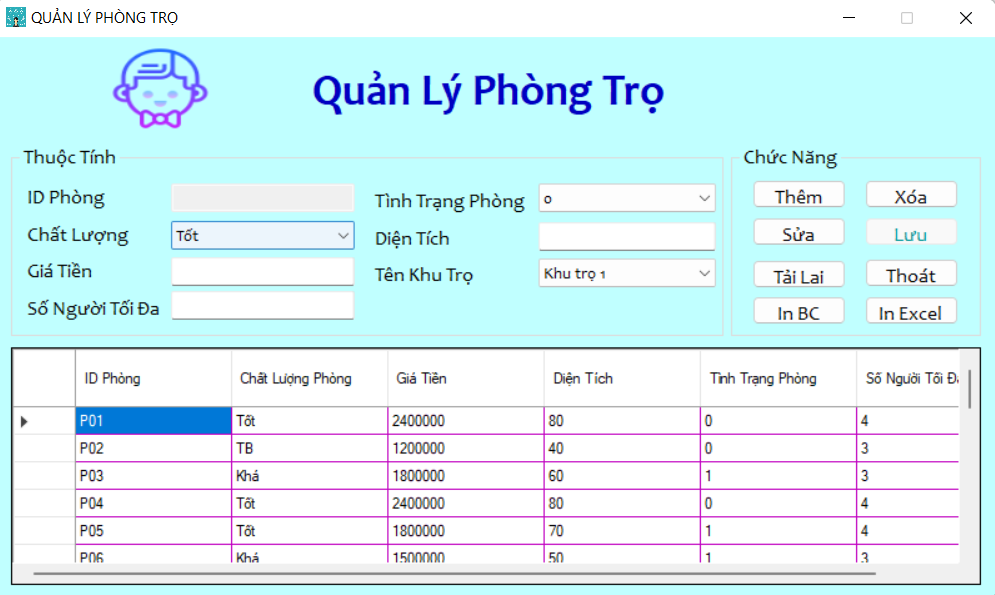 QUẢN LÝ PHÒNG TRỌ
Quản Lý Phòng Trọ
Thuộc Tính
ID Phòng
Chất Lượng Tốt
Giá Tiền
Số Người Tối Đa
Tình Trạng Phòng 0
Diện Tích
Tên Khu Trọ Khu trọ 1
Chức Năng
Thêm Xóa
Sửa Lưu
Tải Lai Thoát
In BC In Excel
ID Phòng Chất Lượng Phòng Giá Tiền Diện Tích Tình Trạng Phòng Số Người Tối Đa
P01 Tốt 2400000 80 0 4
P02 TB 1200000 40 0 3
P03 Khá 1800000 60 1 3
P04 Tốt 2400000 80 0 4
P05 Tốt 1800000 70 1 4
P06 Khá 1500000 50 1 3